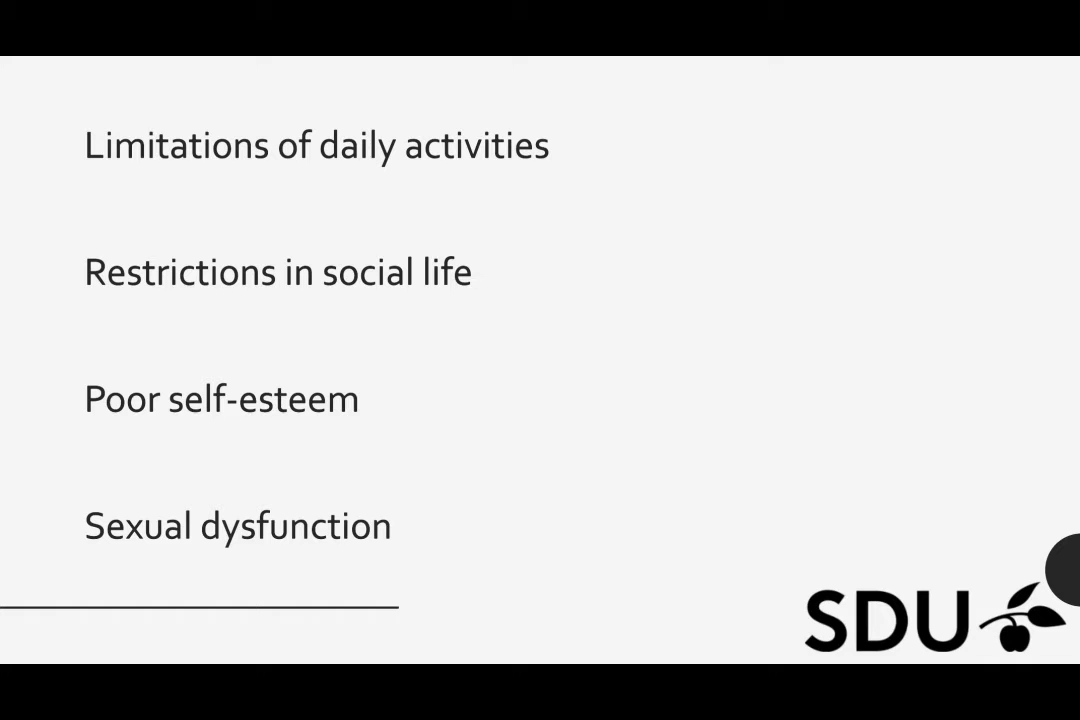 Limitations of daily activities
Restrictions in social life
Poor self-esteem
Sexual dysfunction
SDU